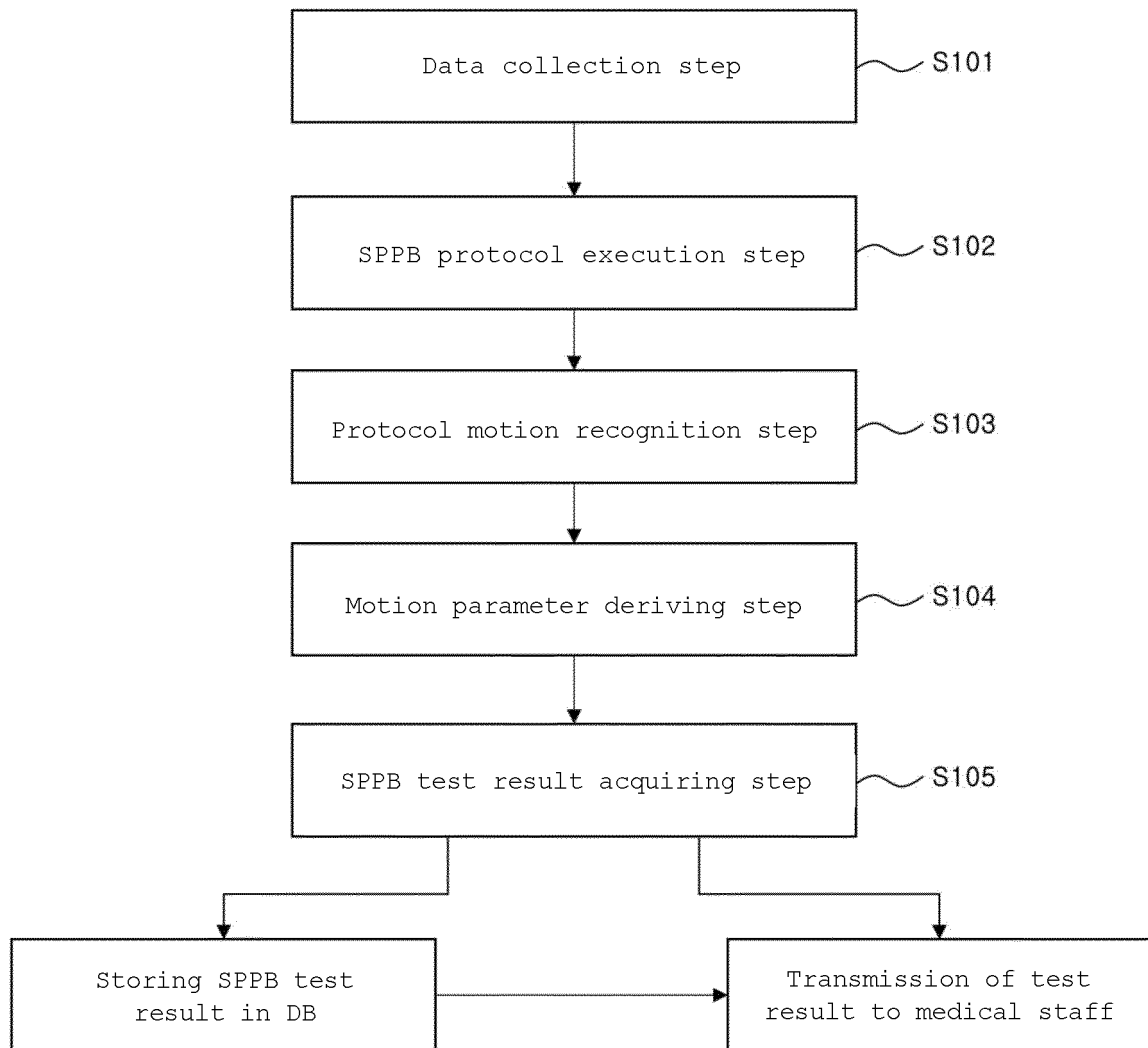 Data collection step
S101
SPPB protocol execution step
S102
Protocol motion recognition step
S103
Motion parameter deriving step
S104
SPPB test result acquiring step
S105
Storing SPPB test
result in DB
Transmission of test
result to medical staff